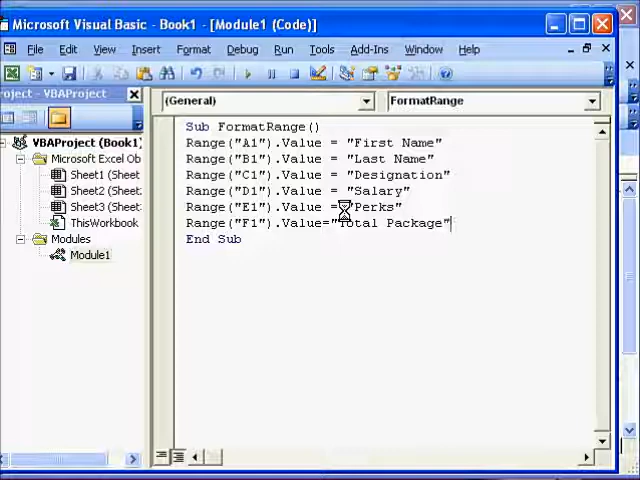 Microsoft Visual Basic - Book1 - [Module1 (Code)]
File Edit View Insert Format Debug Run Tools Add-Ins Window Help
roject - VBAProject
(General) FormatRange
VBAProject (Book1)
Microsoft Excel Ob
Sheet1 (Sheet
Sheet2 (Sheet
Sheet3 (Sheet
ThisWorkbook
Modules
Module1
Sub FormatRange()
Range("A1").Value = "First Name"
Range("B1").Value = "Last Name"
Range("C1").Value = "Designation"
Range("D1").Value = "Salary"
Range("E1").Value = "Perks"
Range("F1").Value="Total Package"
End Sub